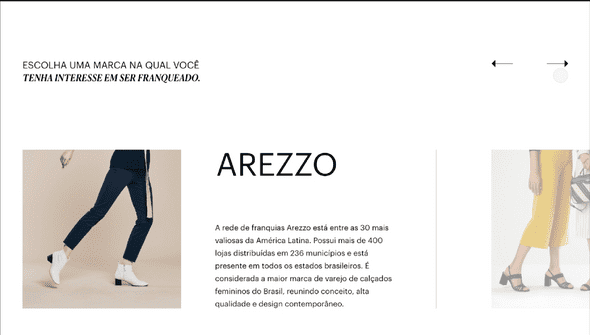 ESCOLHA UMA MARCA NA QUAL VOCÊ
TENHA INTERESSE EM SER FRANQUEADO.
AREZZO
A rede de franquias Arezzo está entre as 30 mais
valiosas da América Latina. Possui mais de 400
lojas distribuídas em 236 municípios e está
presente em todos os estados brasileiros. É
considerada a maior marca de varejo de calçados
femininos do Brasil, reunindo conceito, alta
qualidade e design contemporâneo.